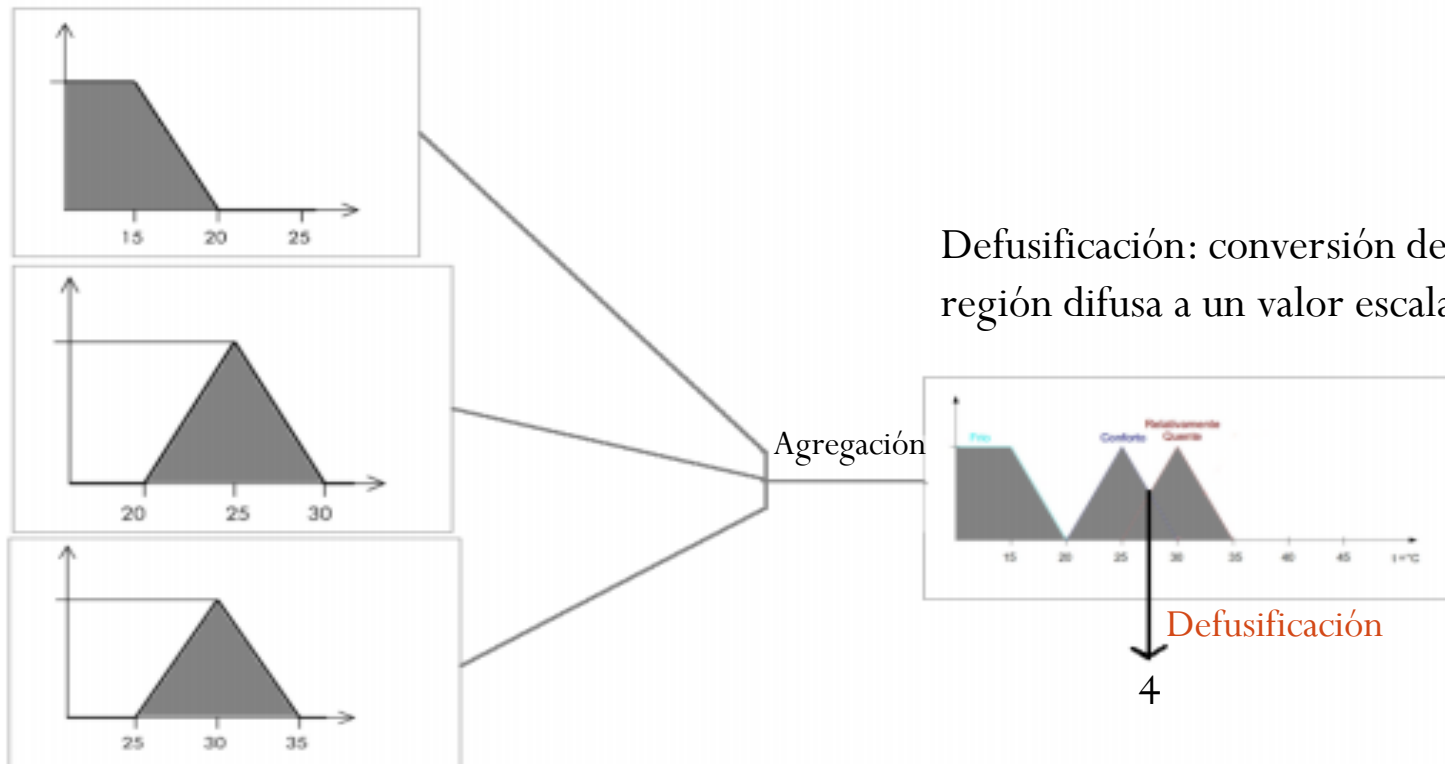 15 20 25
20 25 30
25 30 35
Agregación
Defusificación: conversión de
región difusa a un valor escala
Frio
Conforto
Relativamente
Quente
15 20 25 30 35 40 45 t=°C
Defusificación
4